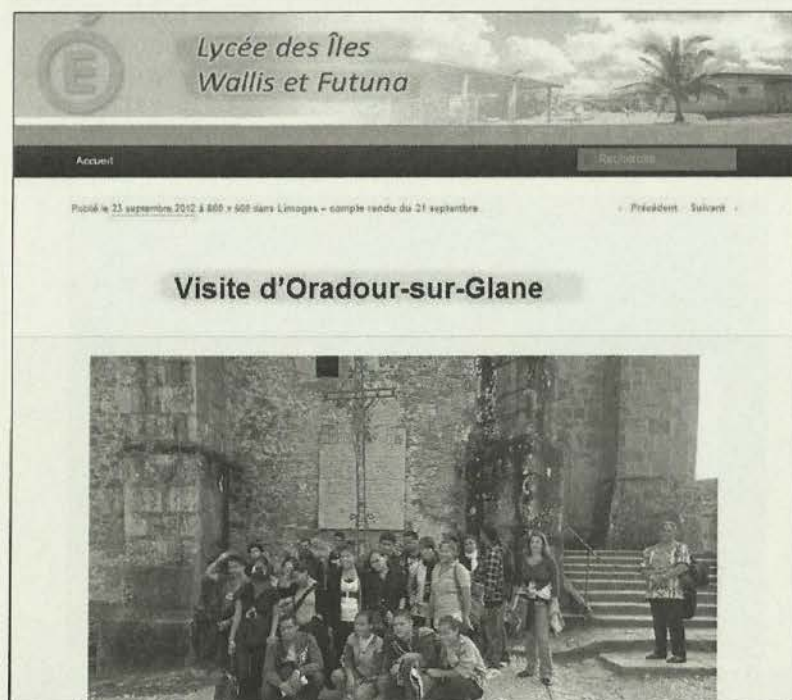 E
Lycée des Îles
Wallis et Futuna
Accueil
Recherche
Publié le 23 septembre 2012 à 800 × 600 dans Limoges – compte rendu du 21 septembre
‹ Précédent Suivant ›
Visite d'Oradour-sur-Glane